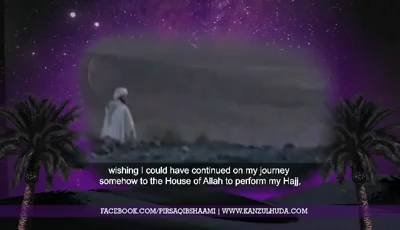 wishing I could have continued on my journey
somehow to the House of Allah to perform my Hajj,
FACEBOOK.COM/PIRSAQIBSHAAMI | WWW.KANZULHUDA.COM